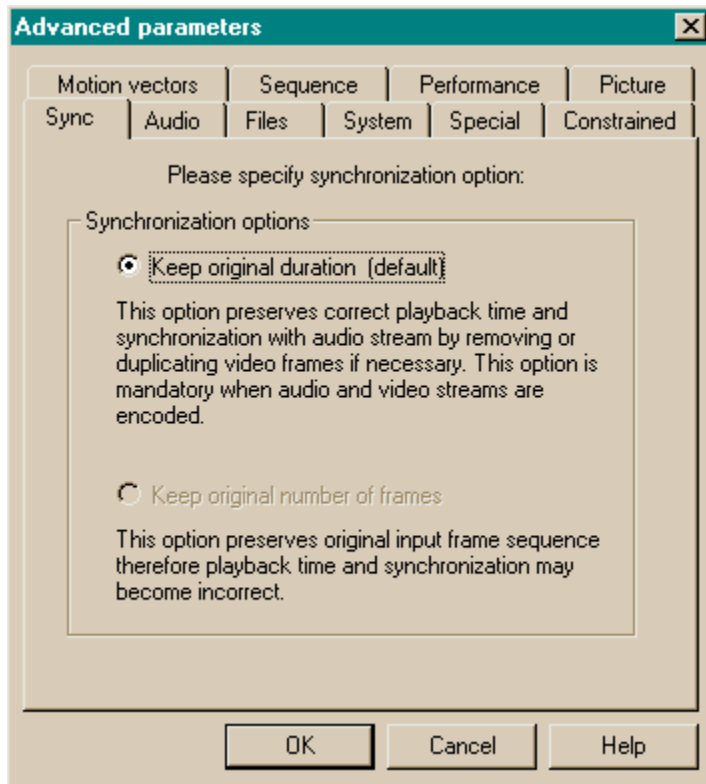 Advanced parameters
Motion vectors Sequence Performance Picture
Sync Audio Files System Special Constrained
Please specify synchronization option:
Synchronization options
Keep original duration (default)
This option preserves correct playback time and
synchronization with audio stream by removing or
duplicating video frames if necessary. This option is
mandatory when audio and video streams are
encoded.
Keep original number of frames
This option preserves original input frame sequence
therefore playback time and synchronization may
become incorrect.
OK Cancel Help